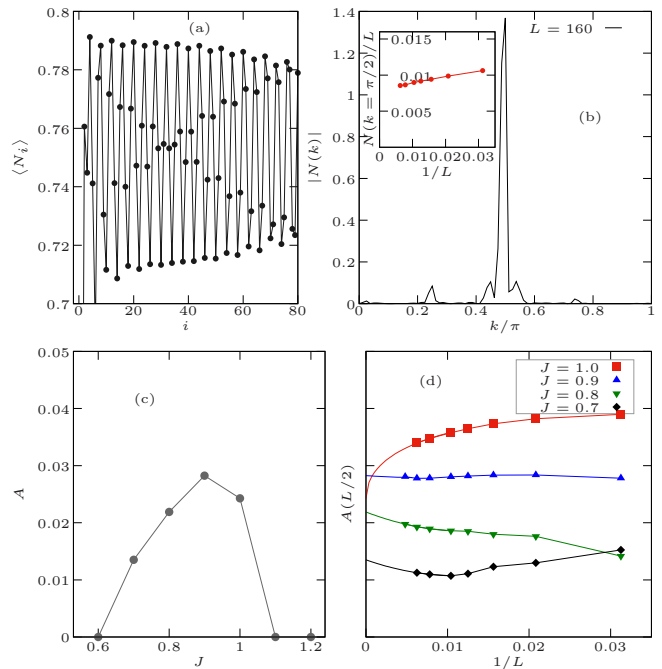 (a)
0.8
0.78
0.76
0.74
0.72
0.7
⟨N_i⟩
0 20 40 60 80
i
(b)
L = 160
1.4
1.2
1
0.8
0.6
0.4
0.2
0
|N(k)|
0 0.2 0.4 0.6 0.8 1
k/π
0.015
0.01
0.005
N(k = π/2)/L
0 0.01 0.02 0.03
1/L
(c)
0.05
0.04
0.03
0.02
0.01
0
A
0.6 0.8 1 1.2
J
(d)
J = 1.0
J = 0.9
J = 0.8
J = 0.7
A(L/2)
0 0.01 0.02 0.03
1/L